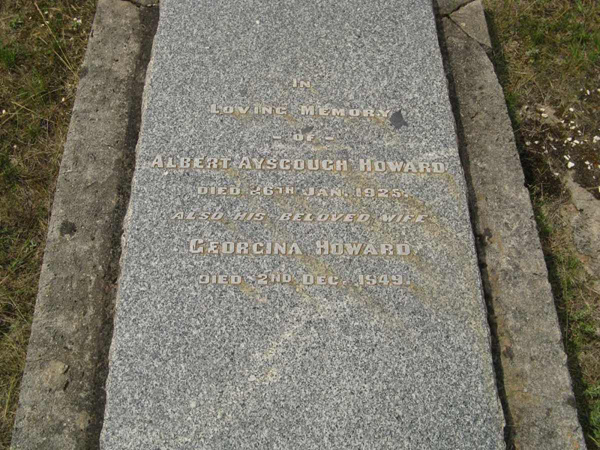 IN
LOVING MEMORY
- OF -
ALBERT AYSCOUGH HOWARD
DIED 26TH JAN. 1925.
ALSO HIS BELOVED WIFE
GEORGINA HOWARD
DIED 2ND DEC. 1949.